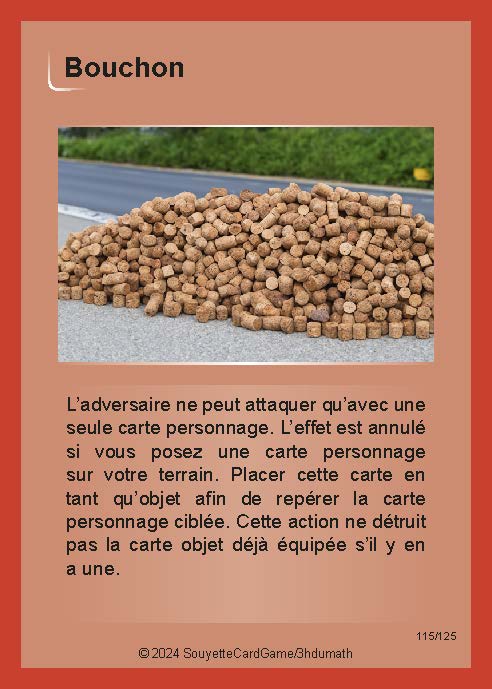 Bouchon
L’adversaire ne peut attaquer qu’avec une
seule carte personnage. L’effet est annulé
si vous posez une carte personnage
sur votre terrain. Placer cette carte en
tant qu’objet afin de repérer la carte
personnage ciblée. Cette action ne détruit
pas la carte objet déjà équipée s’il y en
a une.
115/125
© 2024 SouyetteCardGame/3hdumath